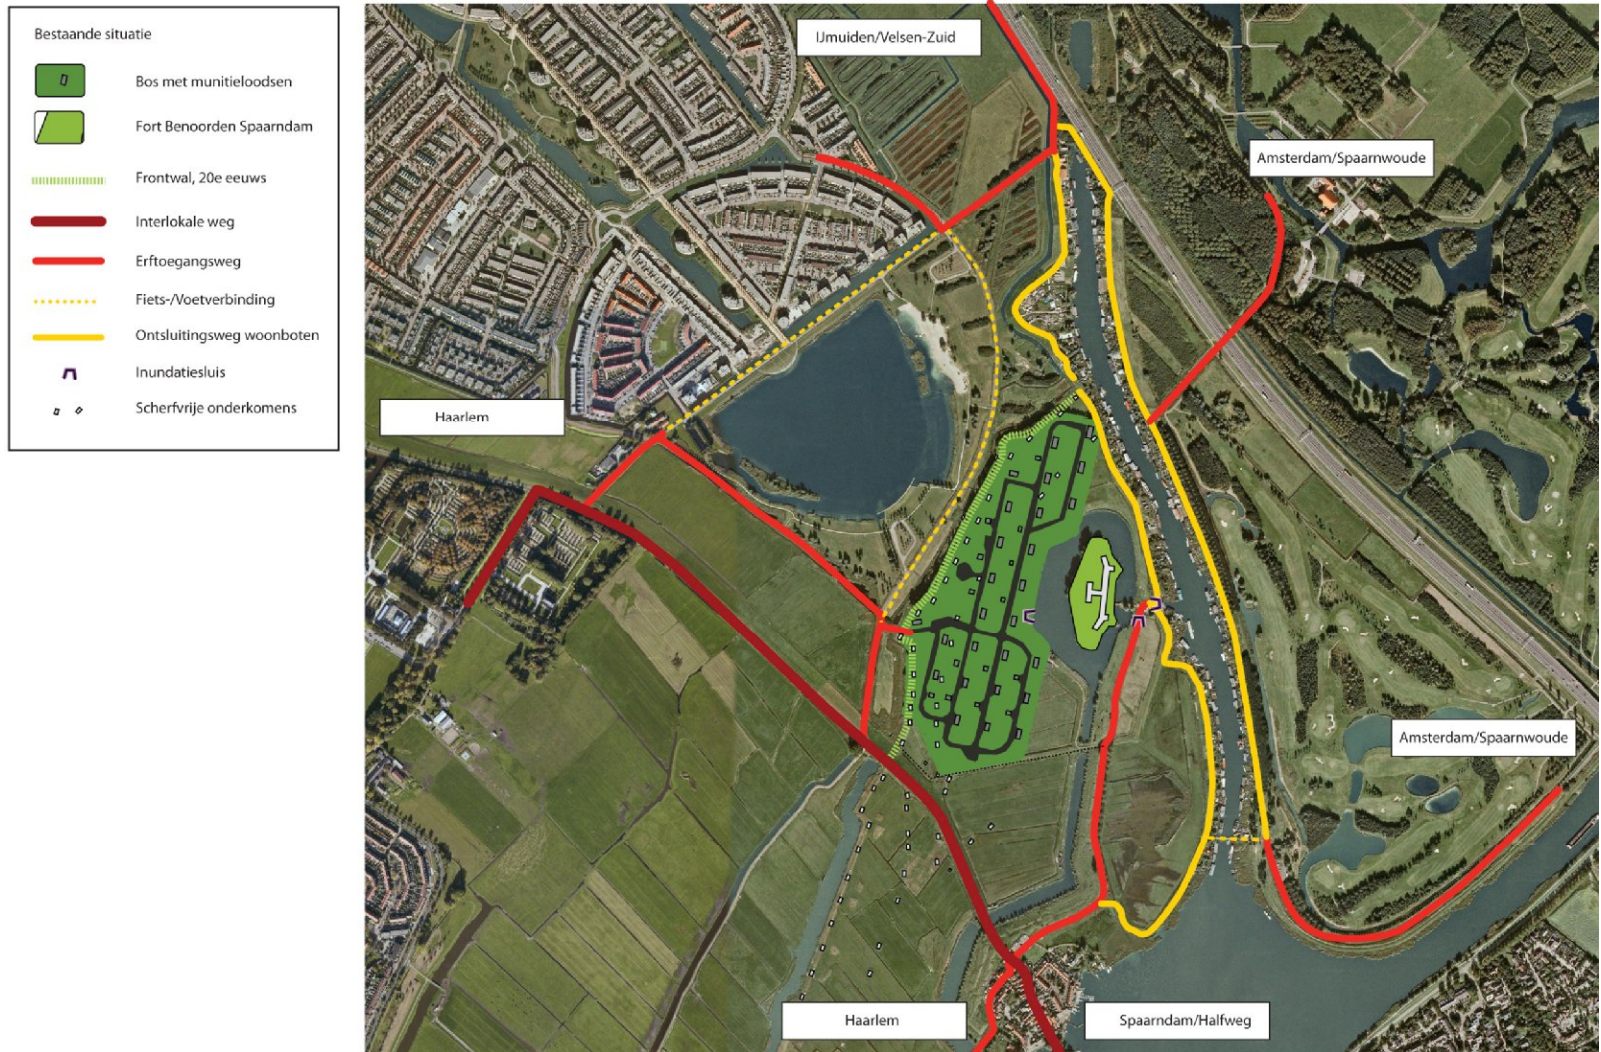 Bestaande situatie
Bos met munitieloodsen
Fort Benoorden Spaarndam
Frontwal, 20e eeuws
Interlokale weg
Erftoegangsweg
Fiets-/Voetverbinding
Ontsluitingsweg woonboten
Inundatiesluis
Scherfvrije onderkomens
IJmuiden/Velsen-Zuid
Amsterdam/Spaarnwoude
Haarlem
Amsterdam/Spaarnwoude
Haarlem
Spaarndam/Halfweg